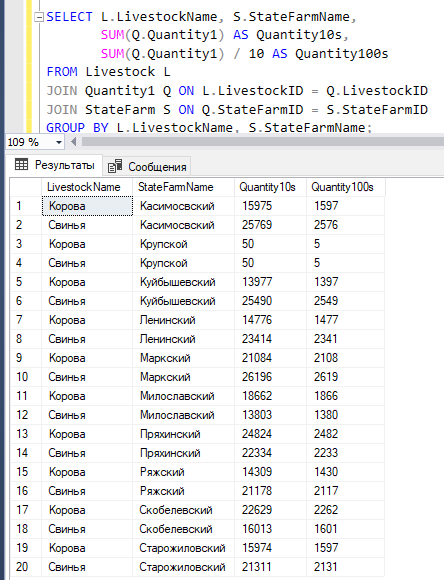 SELECT L.LivestockName, S.StateFarmName,
SUM(Q.Quantity1) AS Quantity10s,
SUM(Q.Quantity1) / 10 AS Quantity100s
FROM Livestock L
JOIN Quantity1 Q ON L.LivestockID = Q.LivestockID
JOIN StateFarm S ON Q.StateFarmID = S.StateFarmID
GROUP BY L.LivestockName, S.StateFarmName;
109 %
Результаты Сообщения
LivestockName StateFarmName Quantity10s Quantity100s
1 Корова Касимосвский 15975 1597
2 Свинья Касимосвский 25769 2576
3 Корова Крупской 50 5
4 Свинья Крупской 50 5
5 Корова Куйбышевский 13977 1397
6 Свинья Куйбышевский 25490 2549
7 Корова Ленинский 14776 1477
8 Свинья Ленинский 23414 2341
9 Корова Маркский 21084 2108
10 Свинья Маркский 26196 2619
11 Корова Милославский 18662 1866
12 Свинья Милославский 13803 1380
13 Корова Пряхинский 24824 2482
14 Свинья Пряхинский 22334 2233
15 Корова Ряжский 14309 1430
16 Свинья Ряжский 21178 2117
17 Корова Скобелевский 22629 2262
18 Свинья Скобелевский 16013 1601
19 Корова Старожиловский 15974 1597
20 Свинья Старожиловский 21311 2131